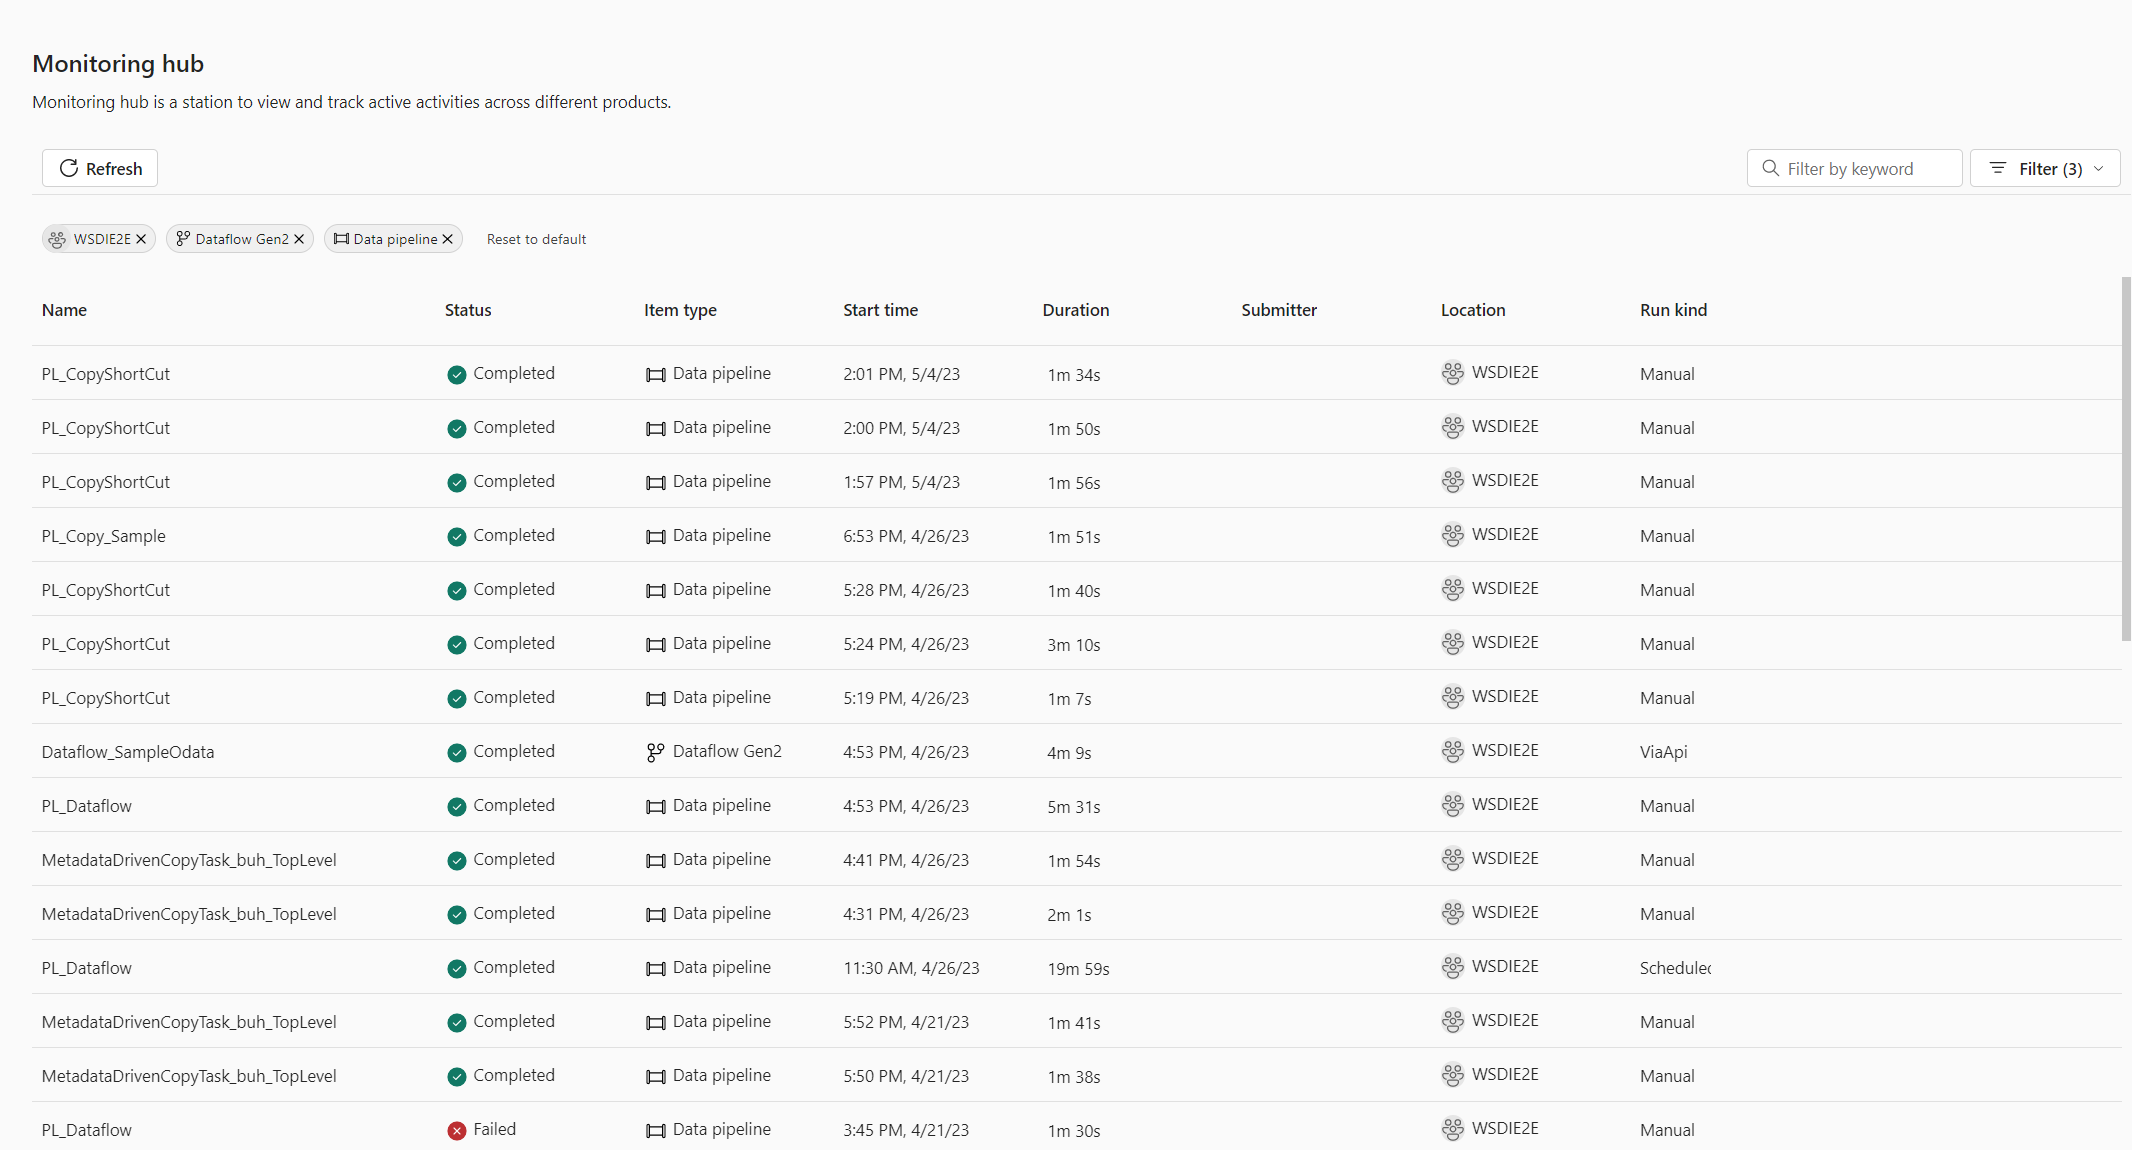 Monitoring hub
Monitoring hub is a station to view and track active activities across different products.
Refresh
Filter by keyword
Filter (3)
WSDIE2E Dataflow Gen2 Data pipeline Reset to default
Name Status Item type Start time Duration Submitter Location Run kind
PL_CopyShortCut Completed Data pipeline 2:01 PM, 5/4/23 1m 34s WSDIE2E Manual
PL_CopyShortCut Completed Data pipeline 2:00 PM, 5/4/23 1m 50s WSDIE2E Manual
PL_CopyShortCut Completed Data pipeline 1:57 PM, 5/4/23 1m 56s WSDIE2E Manual
PL_Copy_Sample Completed Data pipeline 6:53 PM, 4/26/23 1m 51s WSDIE2E Manual
PL_CopyShortCut Completed Data pipeline 5:28 PM, 4/26/23 1m 40s WSDIE2E Manual
PL_CopyShortCut Completed Data pipeline 5:24 PM, 4/26/23 3m 10s WSDIE2E Manual
PL_CopyShortCut Completed Data pipeline 5:19 PM, 4/26/23 1m 7s WSDIE2E Manual
Dataflow_SampleOdata Completed Dataflow Gen2 4:53 PM, 4/26/23 4m 9s WSDIE2E ViaApi
PL_Dataflow Completed Data pipeline 4:53 PM, 4/26/23 5m 31s WSDIE2E Manual
MetadataDrivenCopyTask_buh_TopLevel Completed Data pipeline 4:41 PM, 4/26/23 1m 54s WSDIE2E Manual
MetadataDrivenCopyTask_buh_TopLevel Completed Data pipeline 4:31 PM, 4/26/23 2m 1s WSDIE2E Manual
PL_Dataflow Completed Data pipeline 11:30 AM, 4/26/23 19m 59s WSDIE2E Scheduled
MetadataDrivenCopyTask_buh_TopLevel Completed Data pipeline 5:52 PM, 4/21/23 1m 41s WSDIE2E Manual
MetadataDrivenCopyTask_buh_TopLevel Completed Data pipeline 5:50 PM, 4/21/23 1m 38s WSDIE2E Manual
PL_Dataflow Failed Data pipeline 3:45 PM, 4/21/23 1m 30s WSDIE2E Manual